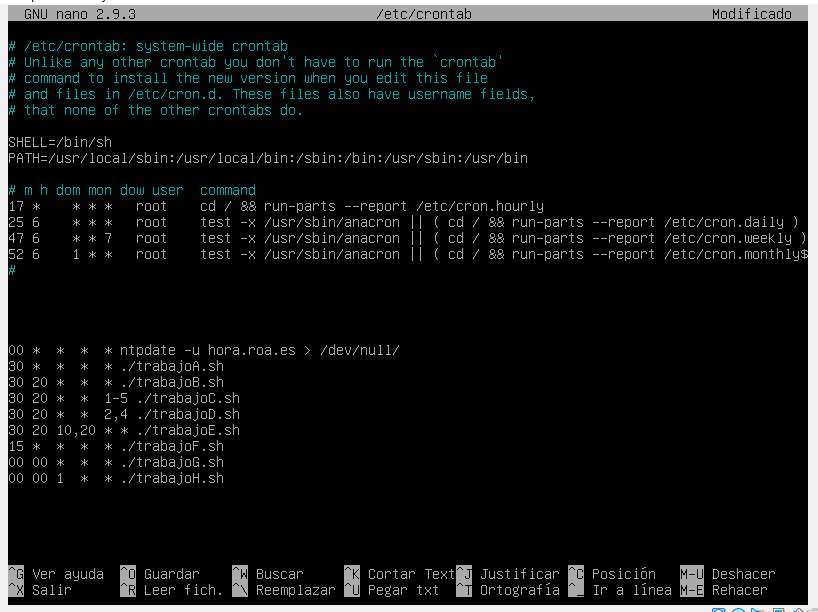 GNU nano 2.9.3 /etc/crontab Modificado
# /etc/crontab: system-wide crontab
# Unlike any other crontab you don't have to run the `crontab'
# command to install the new version when you edit this file
# and files in /etc/cron.d. These files also have username fields,
# that none of the other crontabs do.
SHELL=/bin/sh
PATH=/usr/local/sbin:/usr/local/bin:/sbin:/bin:/usr/sbin:/usr/bin
# m h dom mon dow user  command
17 *    * * *   root    cd / && run-parts --report /etc/cron.hourly
25 6    * * *   root    test -x /usr/sbin/anacron || ( cd / && run-parts --report /etc/cron.daily )
47 6    * * 7   root    test -x /usr/sbin/anacron || ( cd / && run-parts --report /etc/cron.weekly )
52 6    1 * *   root    test -x /usr/sbin/anacron || ( cd / && run-parts --report /etc/cron.monthly$
#
00 *  *  *  * ntpdate -u hora.roa.es > /dev/null/
30 *  *  *  * ./trabajoA.sh
30 20 *  *  * ./trabajoB.sh
30 20 *  *  1-5 ./trabajoC.sh
30 20 *  *  2,4 ./trabajoD.sh
30 20 10,20 * * ./trabajoE.sh
15 *  *  *  * ./trabajoF.sh
00 00 *  *  * ./trabajoG.sh
00 00 1  *  * ./trabajoH.sh
^G Ver ayuda ^O Guardar ^W Buscar ^K Cortar Text ^J Justificar ^C Posición M-U Deshacer
^X Salir ^R Leer fich. ^\ Reemplazar ^U Pegar txt ^T Ortografía ^_ Ir a línea M-E Rehacer